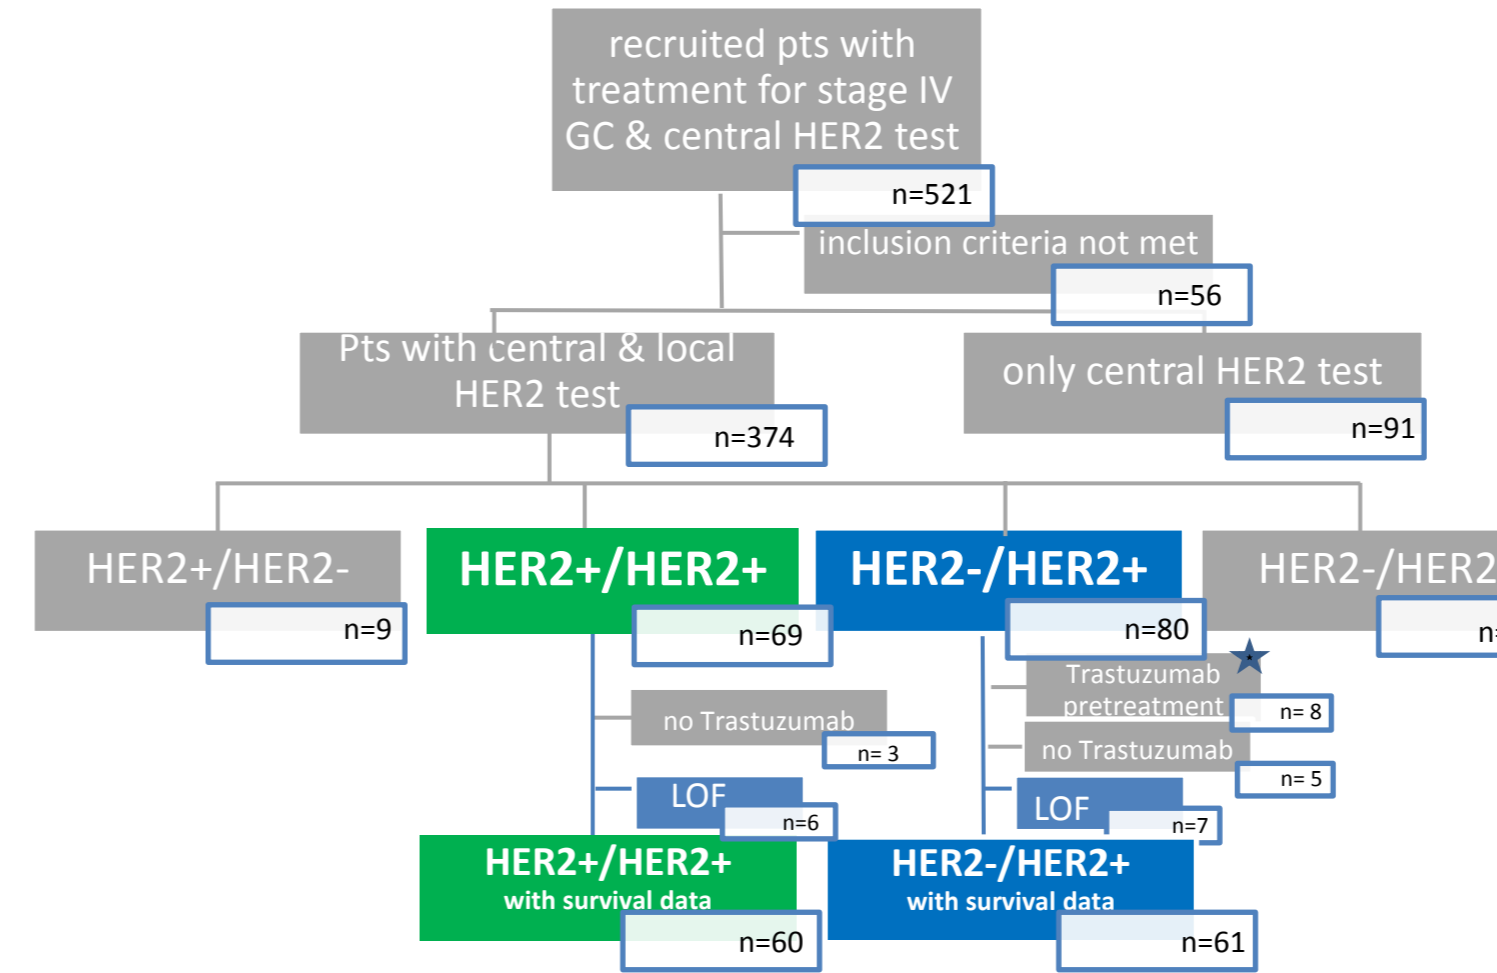 recruited pts with
treatment for stage IV
GC & central HER2 test
n=521
inclusion criteria not met
n=56
Pts with central & local
HER2 test
n=374
only central HER2 test
n=91
HER2+/HER2-
n=9
HER2+/HER2+
n=69
HER2-/HER2+
n=80
HER2-/HER2
n=
no Trastuzumab
n= 3
LOF
n=6
Trastuzumab
pretreatment
n= 8
no Trastuzumab
n= 5
LOF
n=7
HER2+/HER2+
with survival data
n=60
HER2-/HER2+
with survival data
n=61